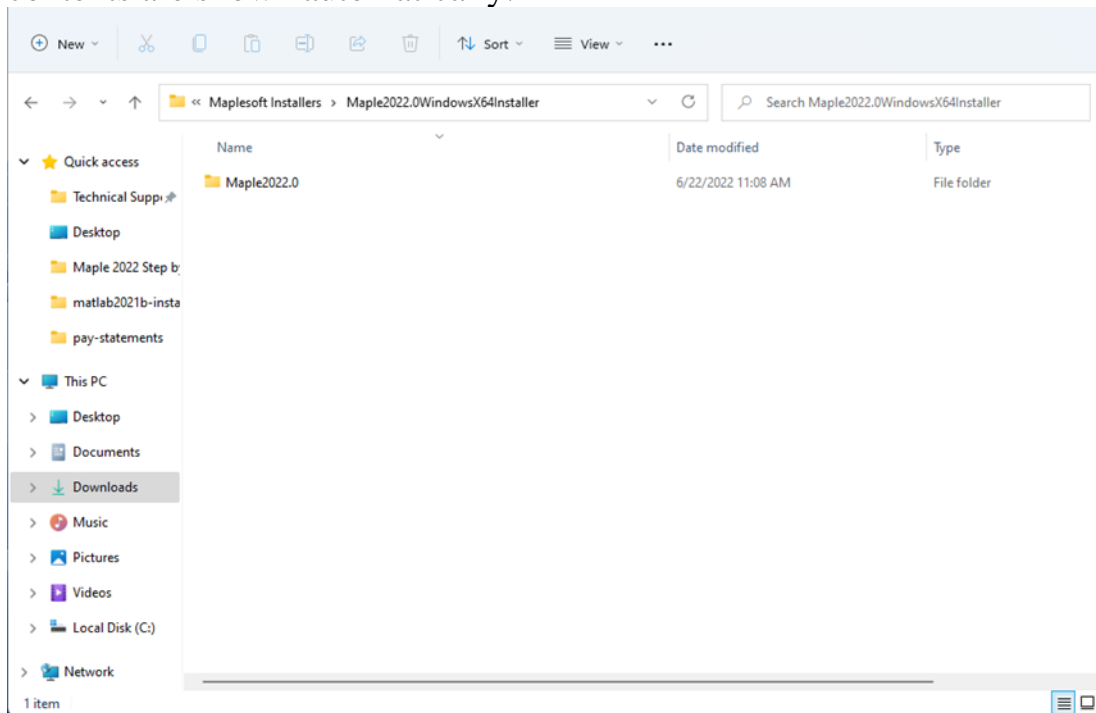 New
Sort
View
Maplesoft Installers
Maple2022.0WindowsX64Installer
Search Maple2022.0WindowsX64Installer
Name
Date modified
Type
Quick access
Maple2022.0
6/22/2022 11:08 AM
File folder
Technical Supp
Desktop
Maple 2022 Step b
matlab2021b-insta
pay-statements
This PC
Desktop
Documents
Downloads
Music
Pictures
Videos
Local Disk (C:)
Network
1 item